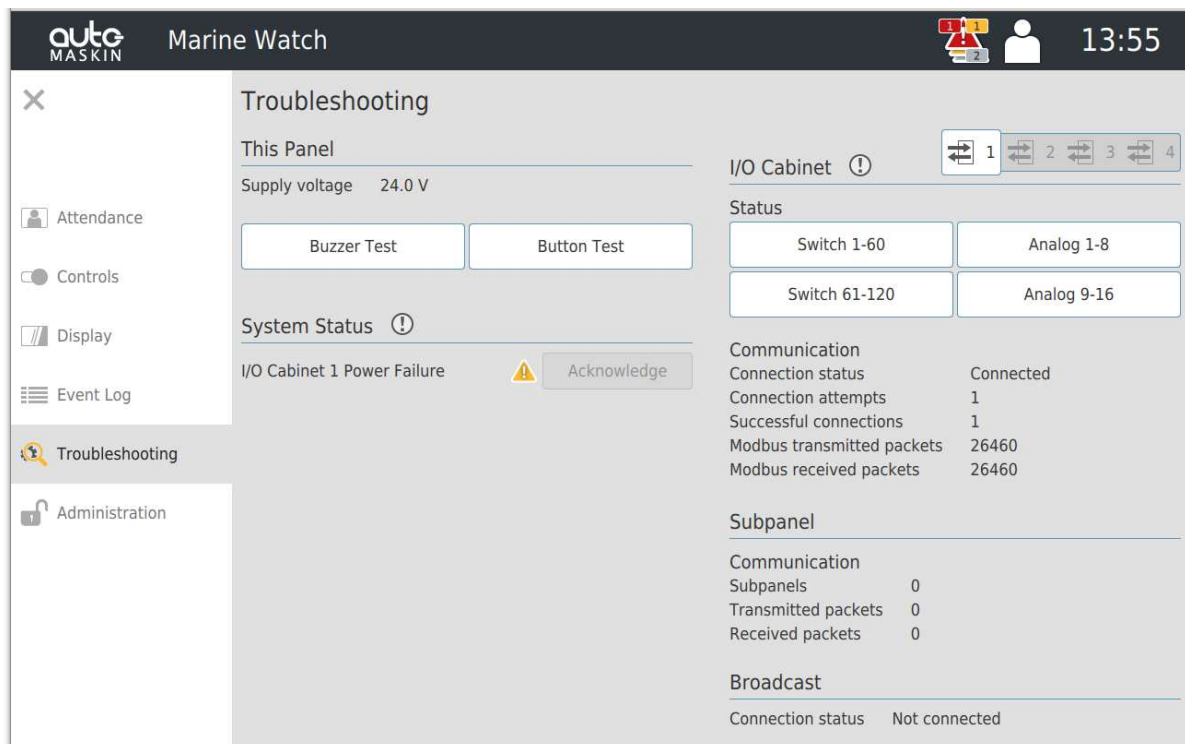 auto MASKIN
Marine Watch
1 1 2
13:55
Attendance
Controls
Display
Event Log
Troubleshooting
1 Administration
Troubleshooting
This Panel
Supply voltage 24.0 V
Buzzer Test Button Test
System Status
I/O Cabinet 1 Power Failure Acknowledge
I/O Cabinet 1 2 3 4
Status
Switch 1-60 Analog 1-8
Switch 61-120 Analog 9-16
Communication
Connection status Connected
Connection attempts 1
Successful connections 1
Modbus transmitted packets 26460
Modbus received packets 26460
Subpanel
Communication
Subpanels 0
Transmitted packets 0
Received packets 0
Broadcast
Connection status Not connected